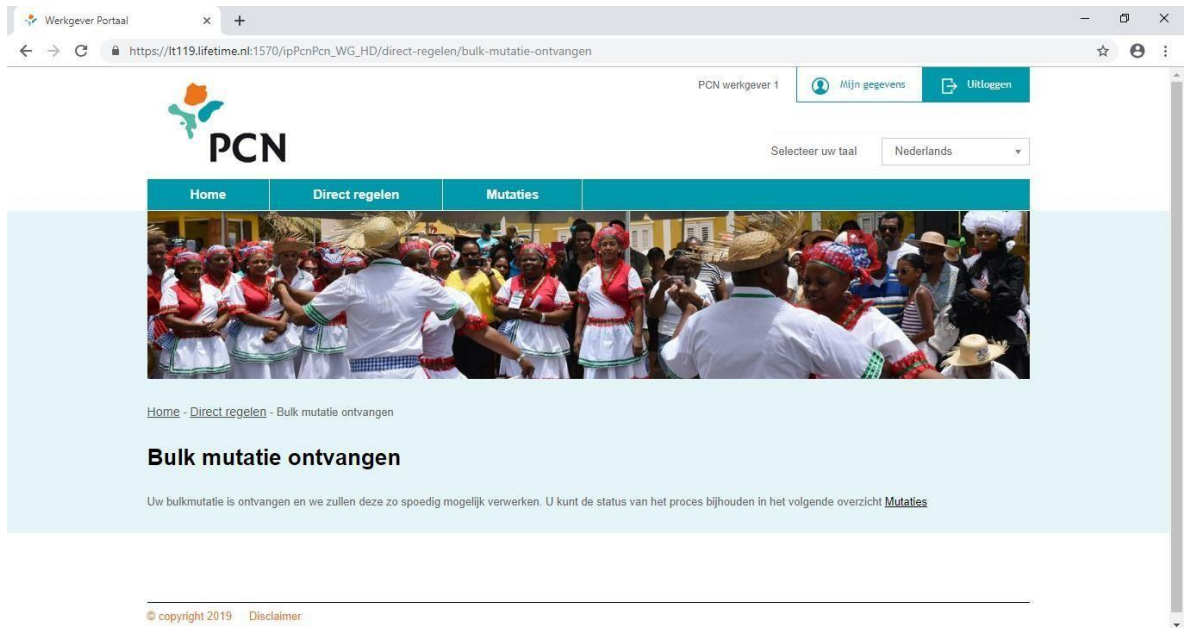 Werkgever Portaal
https://lt119.lifetime.nl:1570/ipPcnPcn_WG_HD/direct-regelen/bulk-mutatie-ontvangen
PCN werkgever 1
Mijn gegevens
Uitloggen
PCN
Selecteer uw taal
Nederlands
Home
Direct regelen
Mutaties
Home - Direct regelen - Bulk mutatie ontvangen
Bulk mutatie ontvangen
Uw bulkmutatie is ontvangen en we zullen deze zo spoedig mogelijk verwerken. U kunt de status van het proces bijhouden in het volgende overzicht Mutaties
© copyright 2019 Disclaimer